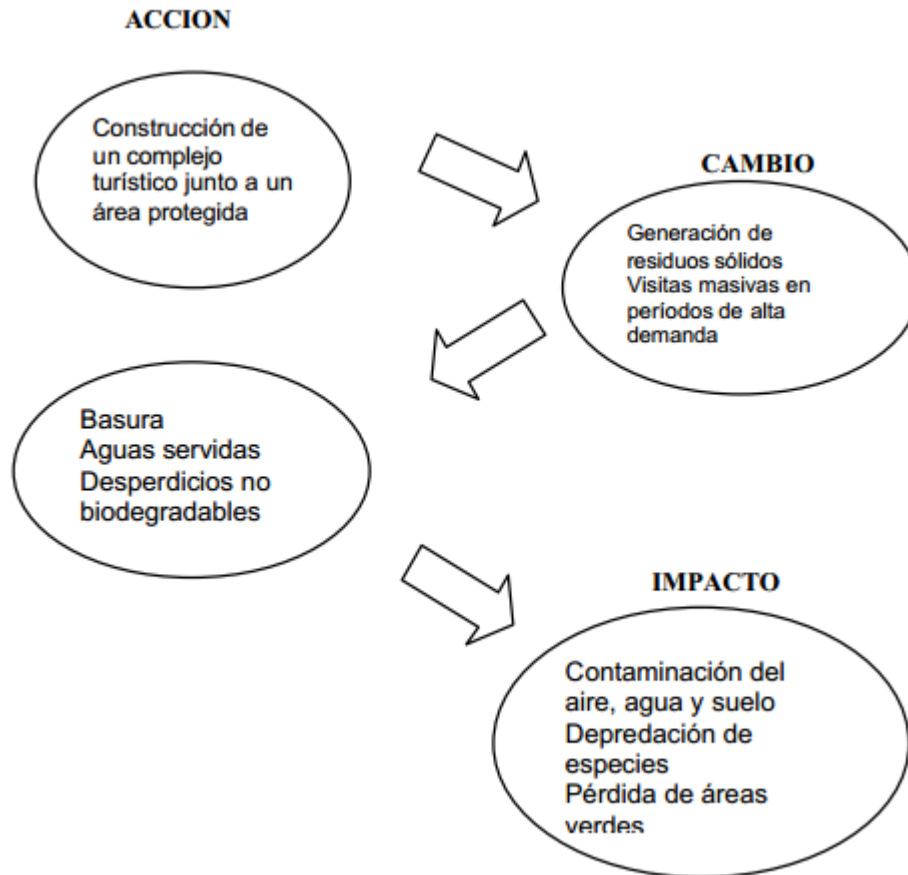 ACCION
Construcción de
un complejo
turístico junto a un
área protegida
CAMBIO
Generación de
residuos sólidos
Visitas masivas en
períodos de alta
demanda
Basura
Aguas servidas
Desperdicios no
biodegradables
IMPACTO
Contaminación del
aire, agua y suelo
Depredación de
especies
Pérdida de áreas
verdes